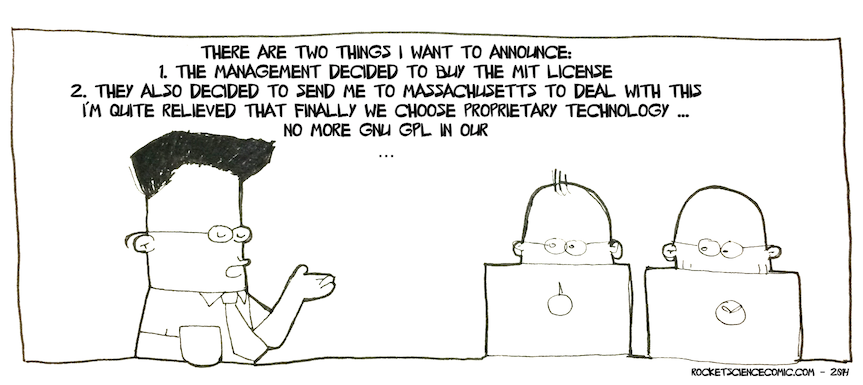 THERE ARE TWO THINGS I WANT TO ANNOUNCE:
1. THE MANAGEMENT DECIDED TO BUY THE MIT LICENSE
2. THEY ALSO DECIDED TO SEND ME TO MASSACHUSETTS TO DEAL WITH THIS
I'M QUITE RELIEVED THAT FINALLY WE CHOOSE PROPRIETARY TECHNOLOGY ...
NO MORE GNU GPL IN OUR
...
ROCKETSCIENCECOMIC.COM - 2014